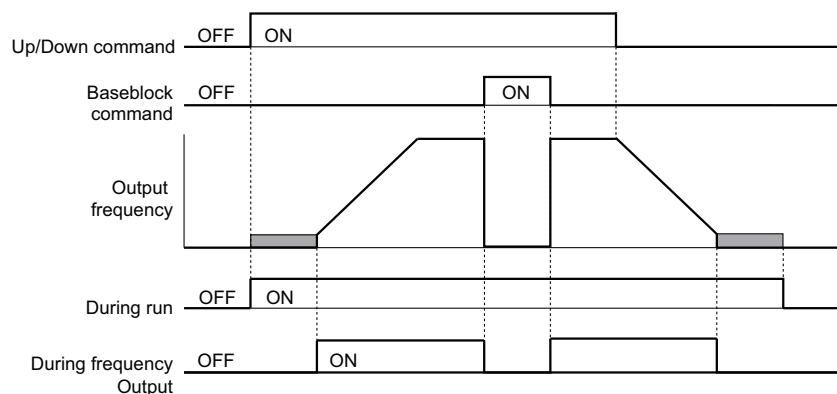 Up/Down command OFF ON
Baseblock OFF ON
command
Output
frequency
During run OFF ON
During frequency OFF ON
Output